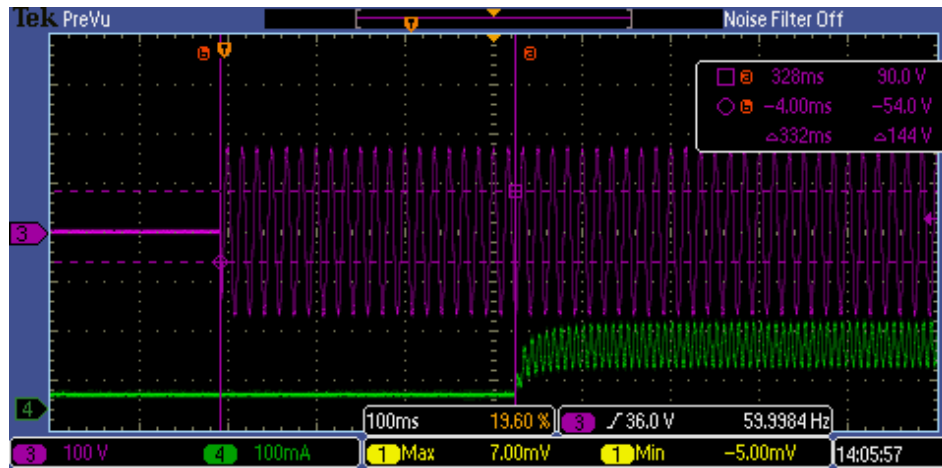 Tek PreVu Noise Filter Off
b T a
a 328ms 90.0 V
b −4.00ms −54.0 V
△332ms △144 V
3
4
100ms 19.60 % 3 36.0 V 59.9984 Hz
3 100 V 4 100mA 1 Max 7.00mV 1 Min −5.00mV 14:05:57